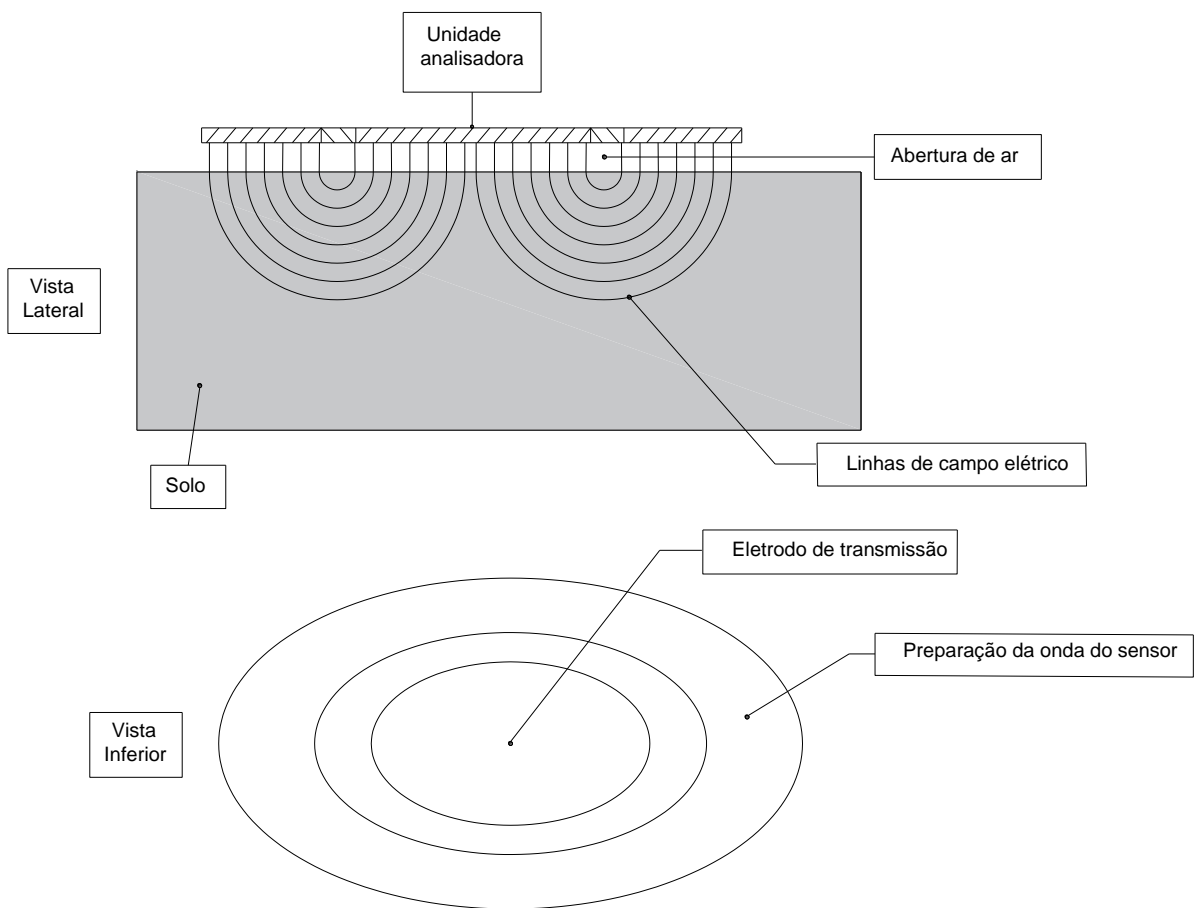 Unidade
analisadora
Abertura de ar
Vista
Lateral
Linhas de campo elétrico
Solo
Eletrodo de transmissão
Preparação da onda do sensor
Vista
Inferior